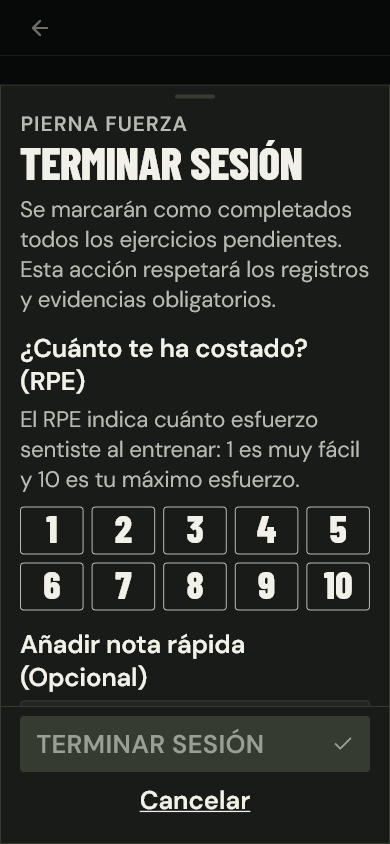 PIERNA FUERZA
TERMINAR SESIÓN
Se marcarán como completados
todos los ejercicios pendientes.
Esta acción respetará los registros
y evidencias obligatorios.
¿Cuánto te ha costado?
(RPE)
El RPE indica cuánto esfuerzo
sentiste al entrenar: 1 es muy fácil
y 10 es tu máximo esfuerzo.
1 2 3 4 5
6 7 8 9 10
Añadir nota rápida
(Opcional)
TERMINAR SESIÓN
Cancelar